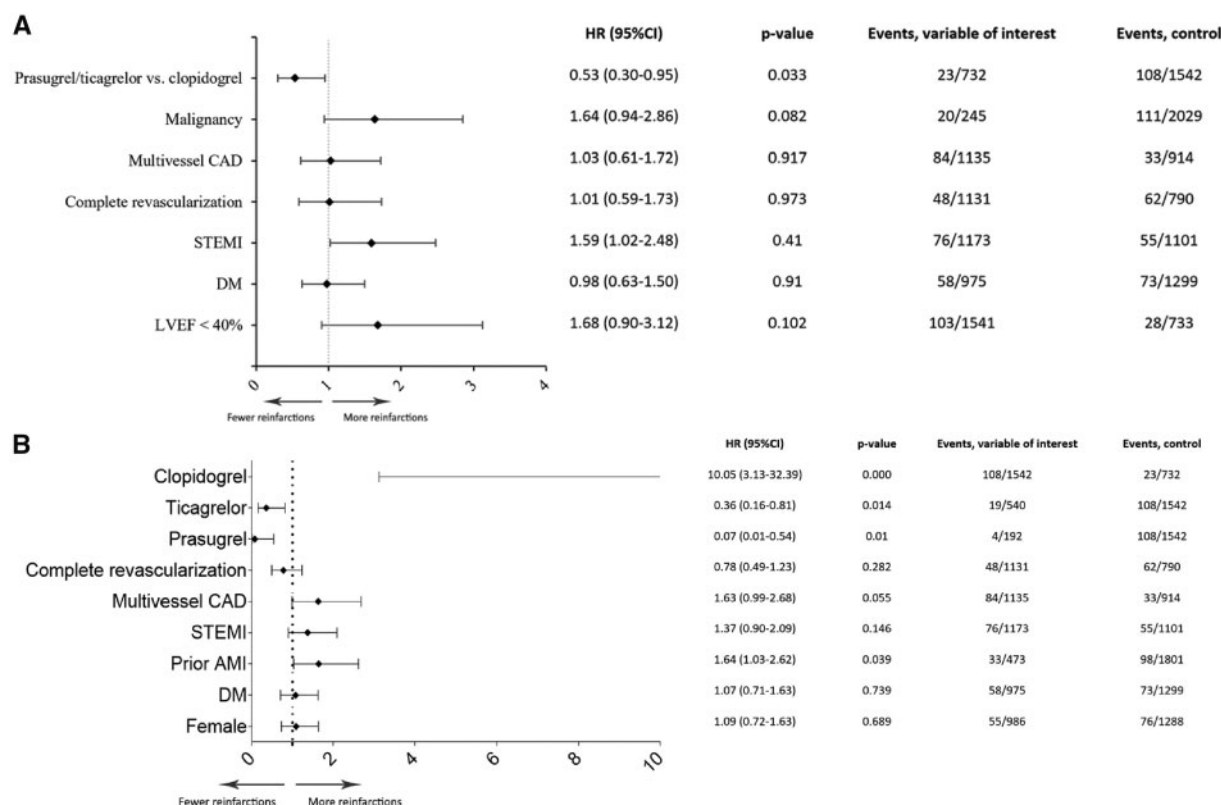 A
HR (95%CI) p-value Events, variable of interest Events, control
Prasugrel/ticagrelor vs. clopidogrel 0.53 (0.30-0.95) 0.033 23/732 108/1542
Malignancy 1.64 (0.94-2.86) 0.082 20/245 111/2029
Multivessel CAD 1.03 (0.61-1.72) 0.917 84/1135 33/914
Complete revascularization 1.01 (0.59-1.73) 0.973 48/1131 62/790
STEMI 1.59 (1.02-2.48) 0.41 76/1173 55/1101
DM 0.98 (0.63-1.50) 0.91 58/975 73/1299
LVEF < 40% 1.68 (0.90-3.12) 0.102 103/1541 28/733
0 1 2 3 4
Fewer reinfarctions More reinfarctions
B
HR (95%CI) p-value Events, variable of interest Events, control
Clopidogrel 10.05 (3.13-32.39) 0.000 108/1542 23/732
Ticagrelor 0.36 (0.16-0.81) 0.014 19/540 108/1542
Prasugrel 0.07 (0.01-0.54) 0.01 4/192 108/1542
Complete revascularization 0.78 (0.49-1.23) 0.282 48/1131 62/790
Multivessel CAD 1.63 (0.99-2.68) 0.055 84/1135 33/914
STEMI 1.37 (0.90-2.09) 0.146 76/1173 55/1101
Prior AMI 1.64 (1.03-2.62) 0.039 33/473 98/1801
DM 1.07 (0.71-1.63) 0.739 58/975 73/1299
Female 1.09 (0.72-1.63) 0.689 55/986 76/1288
0 2 4 6 8 10
Fewer reinfarctions More reinfarctions